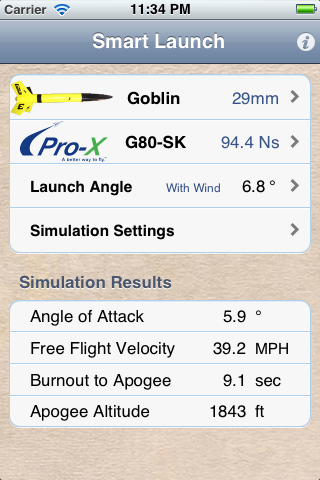 Carrier 11:34 PM
Smart Launch
Goblin 29mm
Pro-X G80-SK 94.4 Ns
A better way to fly.™
Launch Angle With Wind 6.8 °
Simulation Settings
Simulation Results
Angle of Attack 5.9 °
Free Flight Velocity 39.2 MPH
Burnout to Apogee 9.1 sec
Apogee Altitude 1843 ft